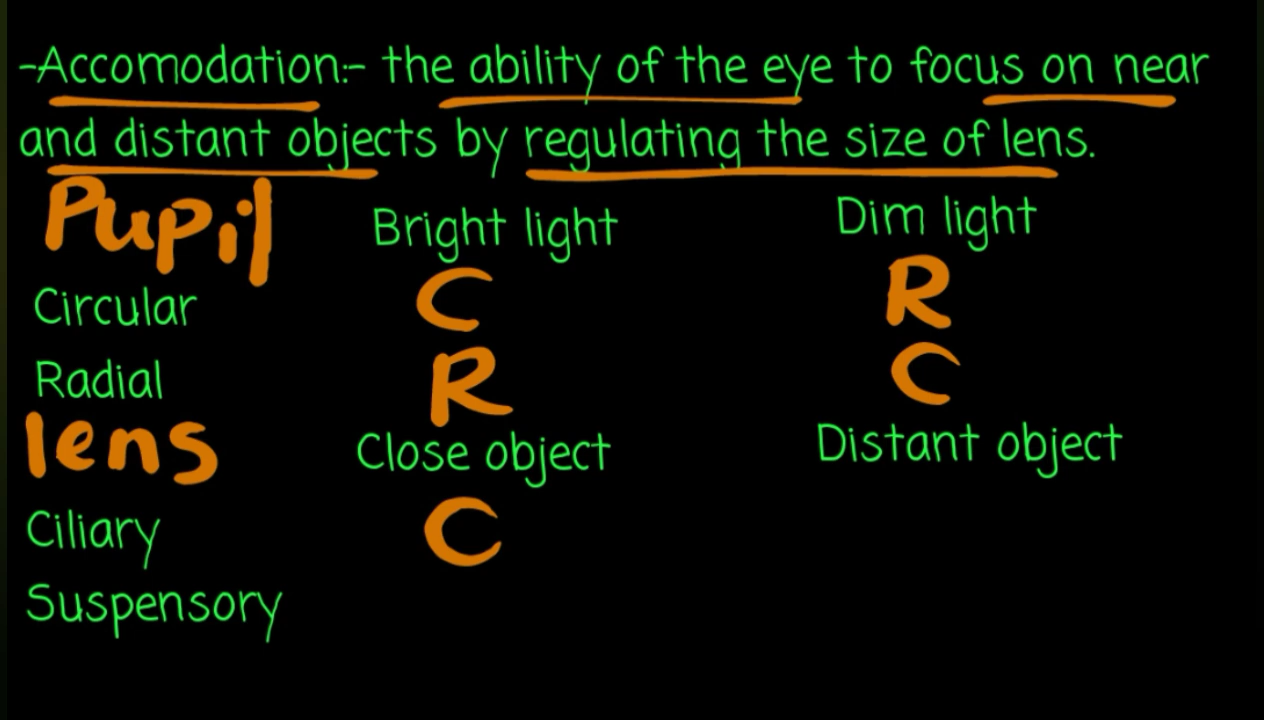 -Accomodation:- the ability of the eye to focus on near
and distant objects by regulating the size of lens.
Pupil Bright light Dim light
Circular C R
Radial R C
lens Close object Distant object
Ciliary C
Suspensory